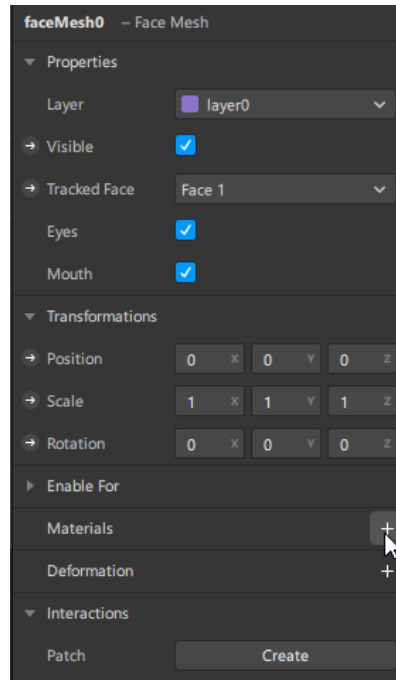 faceMesh0 – Face Mesh
Properties
Layer layer0
Visible
Tracked Face Face 1
Eyes
Mouth
Transformations
Position 0 X 0 Y 0 Z
Scale 1 X 1 Y 1 Z
Rotation 0 X 0 Y 0 Z
Enable For
Materials +
Deformation +
Interactions
Patch Create